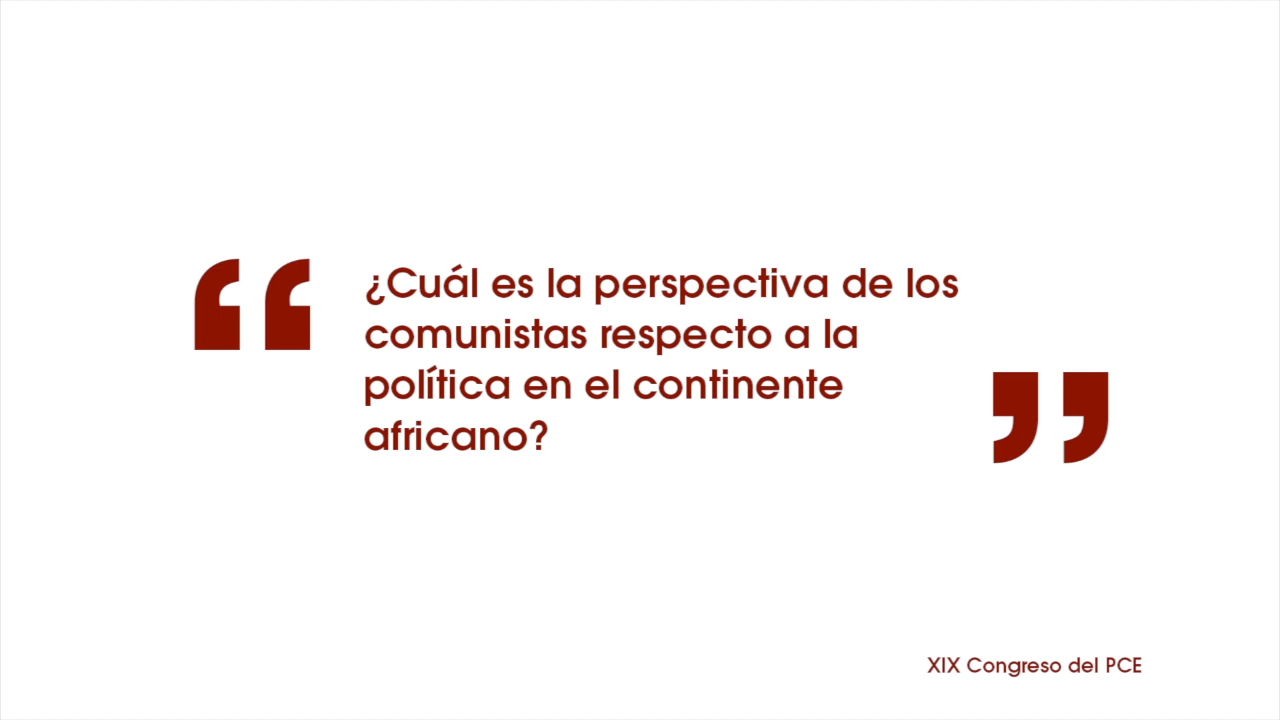 “
¿Cuál es la perspectiva de los
comunistas respecto a la
política en el continente
africano?
”
XIX Congreso del PCE